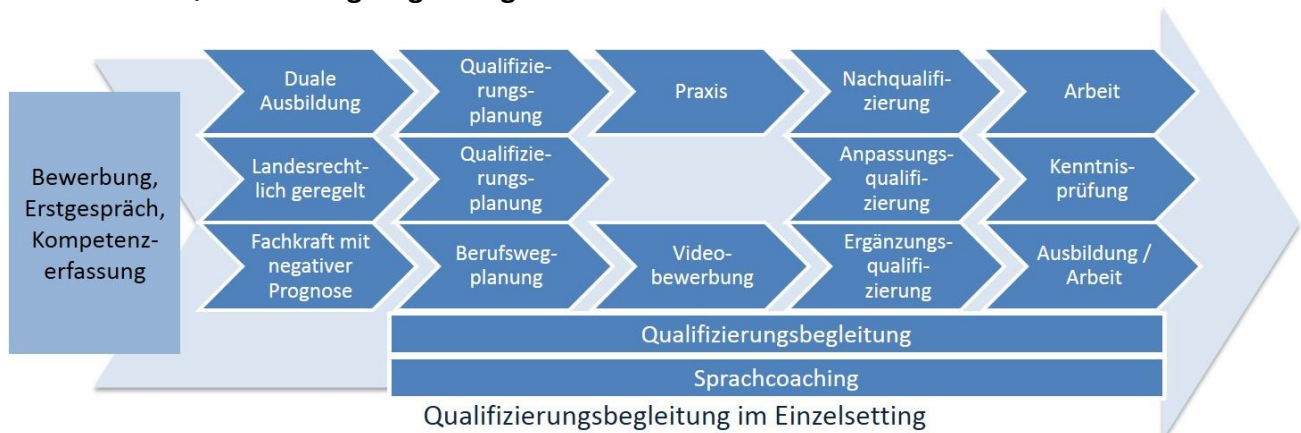 Bewerbung,
Erstgespräch,
Kompetenz-
erfassung
Duale
Ausbildung
Qualifizie-
rungs-
planung
Praxis
Nachqualifi-
zierung
Arbeit
Landesrecht-
lich geregelt
Qualifizie-
rungs-
planung
Anpassungs-
qualifi-
zierung
Kenntnis-
prüfung
Fachkraft mit
negativer
Prognose
Berufsweg-
planung
Video-
bewerbung
Ergänzungs-
qualifi-
zierung
Ausbildung /
Arbeit
Qualifizierungsbegleitung
Sprachcoaching
Qualifizierungsbegleitung im Einzelsetting